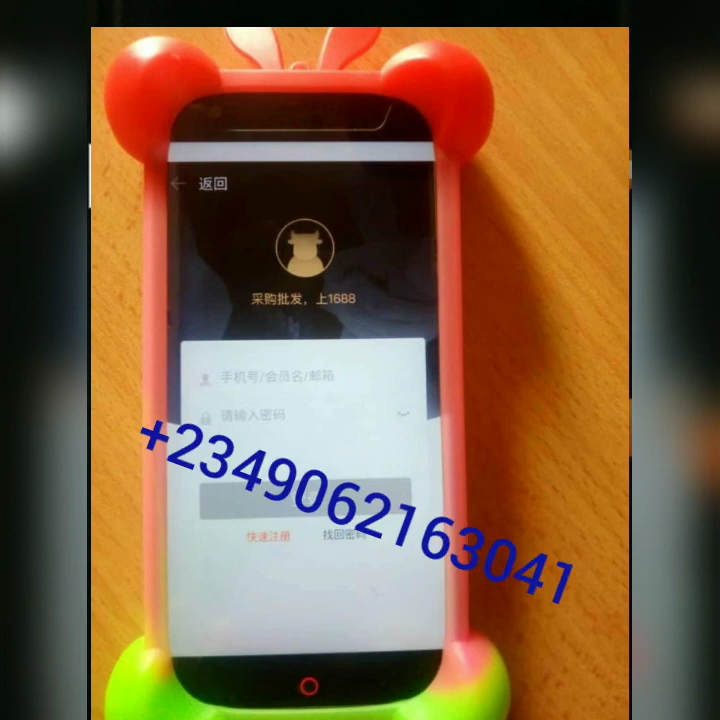 返回
采购批发，上1688
手机号/会员名/邮箱
请输入密码
+2349062163041
快速注册 找回密码